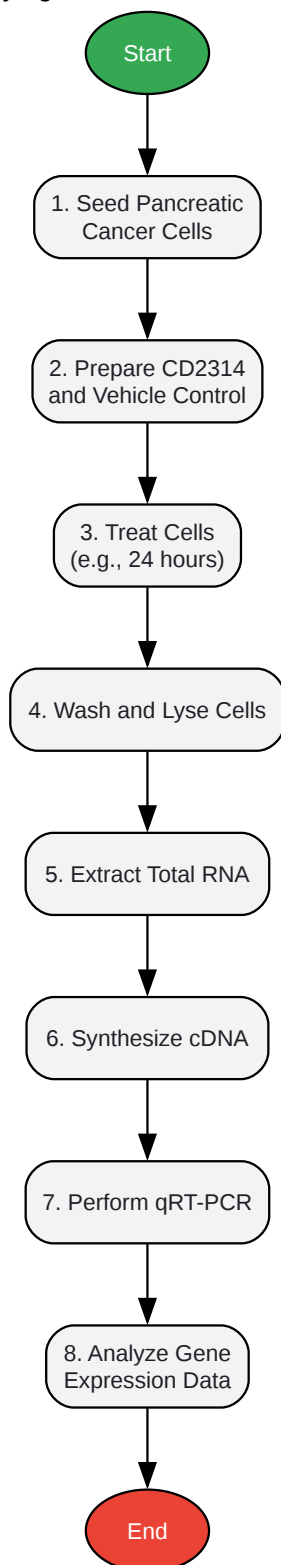 Start
1. Seed Pancreatic
Cancer Cells
2. Prepare CD2314
and Vehicle Control
3. Treat Cells
(e.g., 24 hours)
4. Wash and Lyse Cells
5. Extract Total RNA
6. Synthesize cDNA
7. Perform qRT-PCR
8. Analyze Gene
Expression Data
End